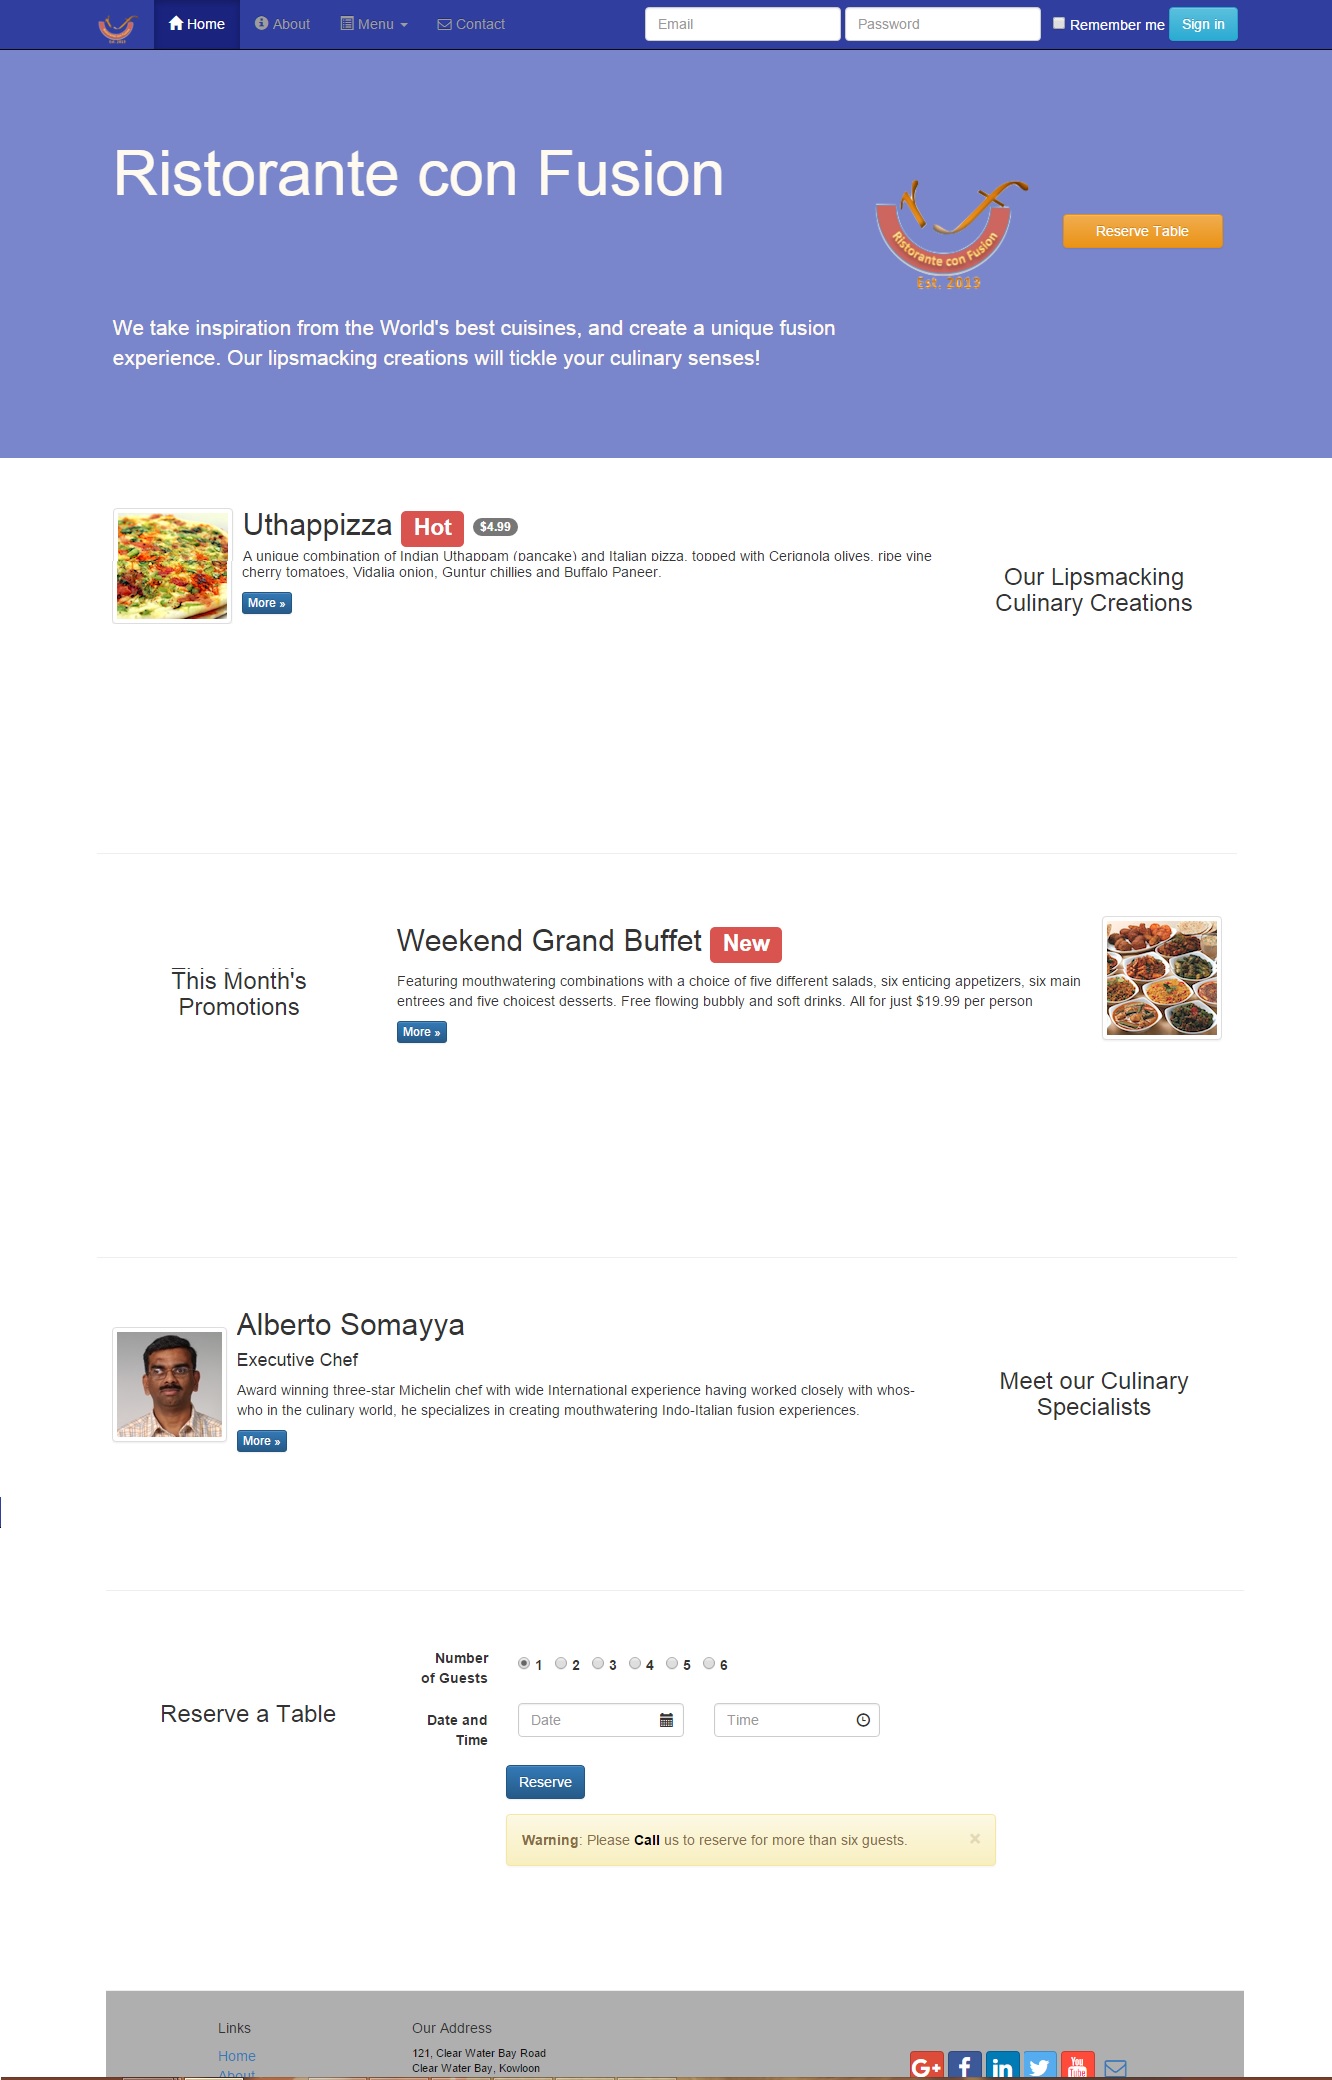 Home About Menu Contact Email Password Remember me Sign in
Ristorante con Fusion
Ristorante con Fusion
Est. 2013
Reserve Table
We take inspiration from the World's best cuisines, and create a unique fusion
experience. Our lipsmacking creations will tickle your culinary senses!
Uthappizza Hot $4.99
A unique combination of Indian Uthappam (pancake) and Italian pizza, topped with Cerignola olives, ripe vine
cherry tomatoes, Vidalia onion, Guntur chillies and Buffalo Paneer.
More »
Our Lipsmacking
Culinary Creations
This Month's
Promotions
Weekend Grand Buffet New
Featuring mouthwatering combinations with a choice of five different salads, six enticing appetizers, six main
entrees and five choicest desserts. Free flowing bubbly and soft drinks. All for just $19.99 per person
More »
Alberto Somayya
Executive Chef
Award winning three-star Michelin chef with wide International experience having worked closely with whos-
who in the culinary world, he specializes in creating mouthwatering Indo-Italian fusion experiences.
More »
Meet our Culinary
Specialists
Reserve a Table
Number
of Guests
1 2 3 4 5 6
Date and
Time
Date Time
Reserve
Warning: Please Call us to reserve for more than six guests. ×
Links
Home
About
Our Address
121, Clear Water Bay Road
Clear Water Bay, Kowloon
G+ f in You Tube